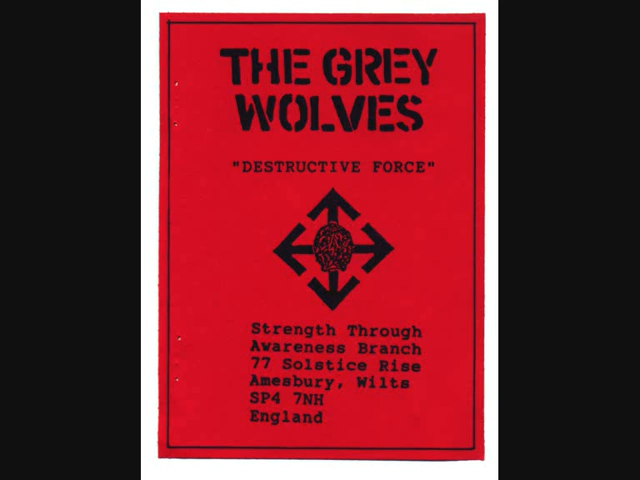 THE GREY
WOLVES
"DESTRUCTIVE FORCE"
Strength Through
Awareness Branch
77 Solstice Rise
Amesbury, Wilts
SP4 7NH
England